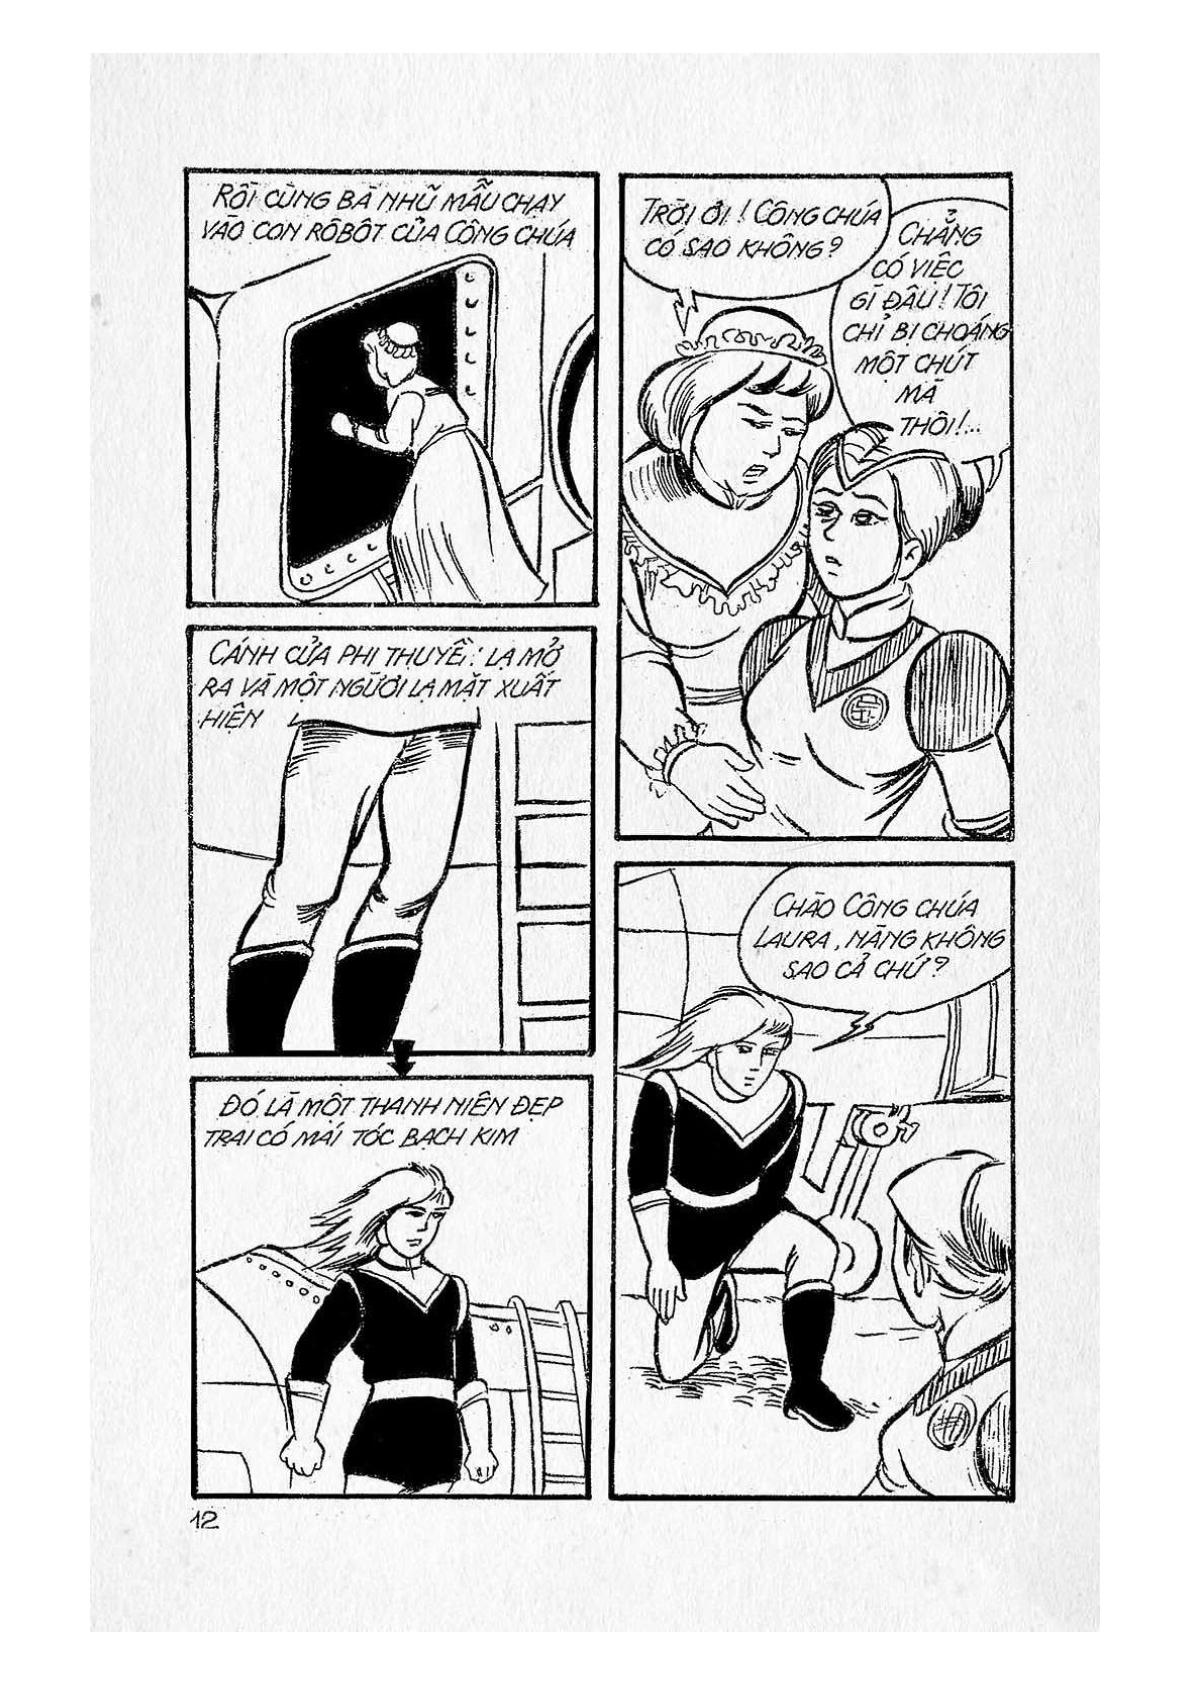 RỒI CÙNG BÀ NHŨ MẪU CHẠY
VÀO CON RÔBÔT CỦA CÔNG CHÚA
CÁNH CỬA PHI THUYỀN LẠI MỞ
RA VÀ MỘT NGƯỜI LẠ MẶT XUẤT
HIỆN
ĐÓ LÀ MỘT THANH NIÊN ĐẸP
TRAI CÓ MÁI TÓC BẠCH KIM
TRỜI ƠI! CÔNG CHÚA
CÓ SAO KHÔNG?
CHẲNG
CÓ VIỆC
GÌ ĐÂU! TÔI
CHỈ BỊ CHOÁNG
MỘT CHÚT
MÀ
THÔI!...
CHÀO CÔNG CHÚA
LAURA, NÀNG KHÔNG
SAO CẢ CHỨ?
12